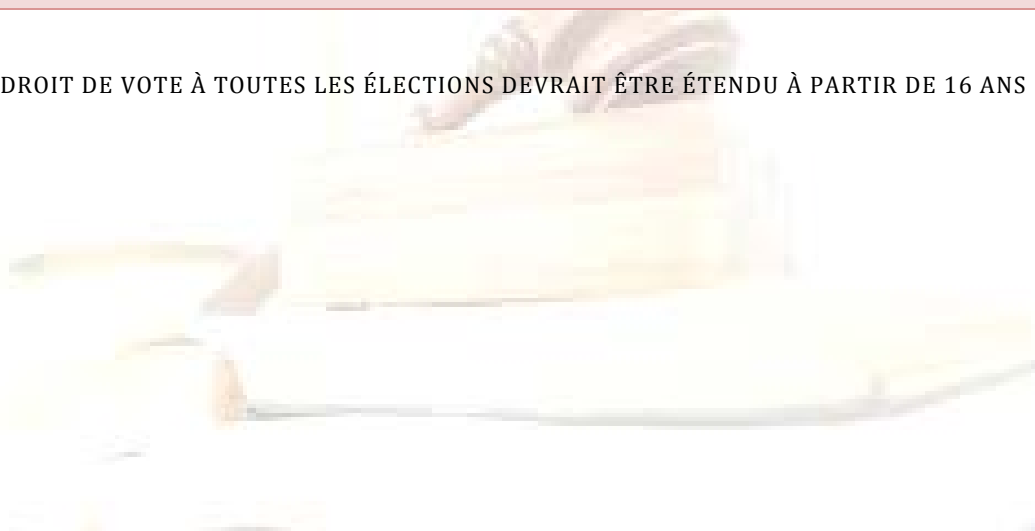 DROIT DE VOTE À TOUTES LES ÉLECTIONS DEVRAIT ÊTRE ÉTENDU À PARTIR DE 16 ANS